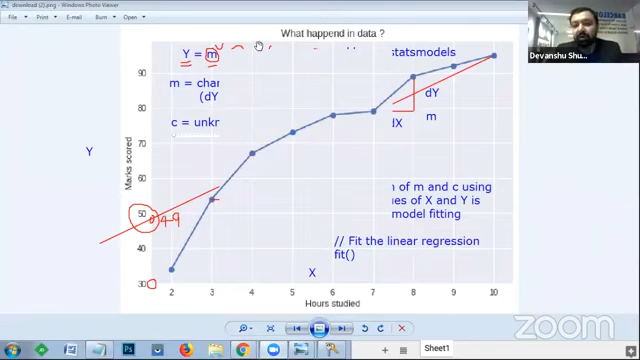 download (2).png - Windows Photo Viewer
File Print E-mail Burn Open
What happend in data ?
Y = m
statsmodels
m = char
(dY
dY
c = unkn
dX
m
Y
Marks scored
90
80
70
60
50
40
30
49
n of m and c using
ues of X and Y is
model fitting
// Fit the linear regression
fit()
X
2 3 4 5 6 7 8 9 10
Hours studied
Sheet1
zoom
Devanshu Shu